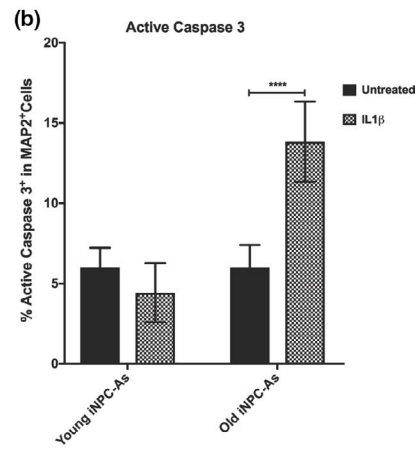 (b)
Active Caspase 3
% Active Caspase 3⁺ in MAP2⁺Cells
20
15
10
5
0
****
Untreated
IL1β
Young iNPC-As
Old iNPC-As